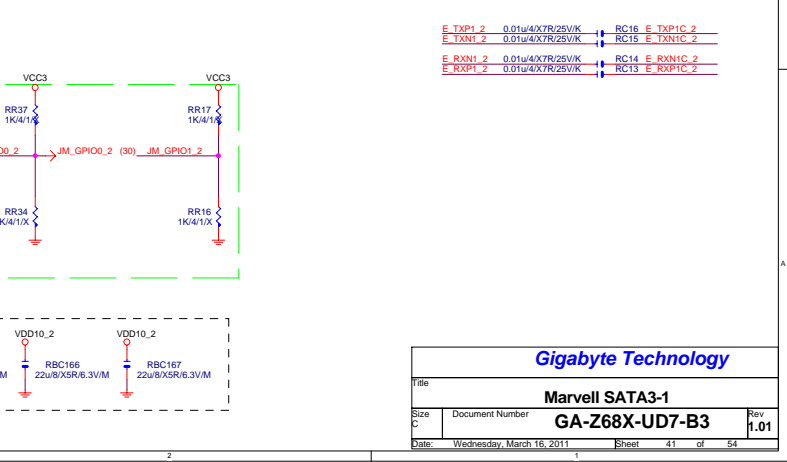 E_TXP1_2 0.01u/4/X7R/25V/K RC16 E_TXP1C_2
E_TXN1_2 0.01u/4/X7R/25V/K RC15 E_TXN1C_2
E_RXN1_2 0.01u/4/X7R/25V/K RC14 E_RXN1C_2
E_RXP1_2 0.01u/4/X7R/25V/K RC13 E_RXP1C_2
VCC3 VCC3
RR37 RR17
1K/4/1/X 1K/4/1/X
O0_2 JM_GPIO0_2 (30) JM_GPIO1_2
RR34 RR16
K/4/1/X 1K/4/1/X
A
VDD10_2 VDD10_2
RBC166 RBC167
M 22u/8/X5R/6.3V/M 22u/8/X5R/6.3V/M
Gigabyte Technology
Title
Marvell SATA3-1
Size Document Number Rev
C GA-Z68X-UD7-B3 1.01
Date: Wednesday, March 16, 2011 Sheet 41 of 54
2 1